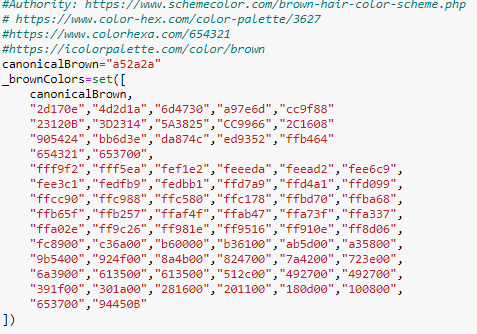 #Authority: https://www.schemecolor.com/brown-hair-color-scheme.php
# https://www.color-hex.com/color-palette/3627
#https://www.colorhexa.com/654321
#https://icolorpalette.com/color/brown
canonicalBrown="a52a2a"
_brownColors=set([
    canonicalBrown,
    "2d170e","4d2d1a","6d4730","a97e6d","cc9f88"
    "23120B","3D2314","5A3825","CC9966","2C1608"
    "905424","bb6d3e","da874c","ed9352","ffb464"
    "654321","653700",
    "fff9f2","fff5ea","fef1e2","feeeda","feead2","fee6c9",
    "fee3c1","fedfb9","fedbb1","ffd7a9","ffd4a1","ffd099",
    "ffcc90","ffc988","ffc580","ffc178","ffbd70","ffba68",
    "ffb65f","ffb257","ffaf4f","ffab47","ffa73f","ffa337",
    "ffa02e","ff9c26","ff981e","ff9516","ff910e","ff8d06",
    "fc8900","c36a00","b60000","b36100","ab5d00","a35800",
    "9b5400","924f00","8a4b00","824700","7a4200","723e00",
    "6a3900","613500","613500","512c00","492700","492700",
    "391f00","301a00","281600","201100","180d00","100800",
    "653700","94450B"
])